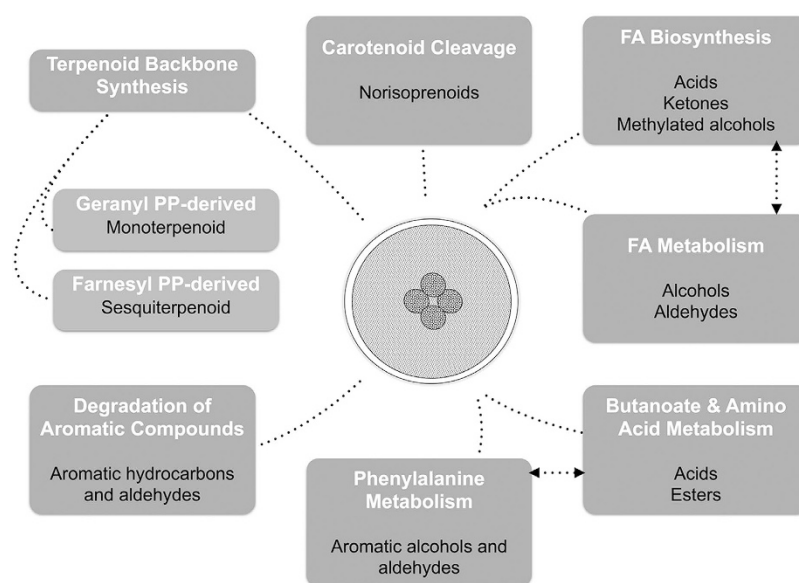 Terpenoid Backbone
Synthesis
Carotenoid Cleavage
Norisoprenoids
FA Biosynthesis
Acids
Ketones
Methylated alcohols
Geranyl PP-derived
Monoterpenoid
Farnesyl PP-derived
Sesquiterpenoid
FA Metabolism
Alcohols
Aldehydes
Degradation of
Aromatic Compounds
Aromatic hydrocarbons
and aldehydes
Phenylalanine
Metabolism
Aromatic alcohols and
aldehydes
Butanoate & Amino
Acid Metabolism
Acids
Esters